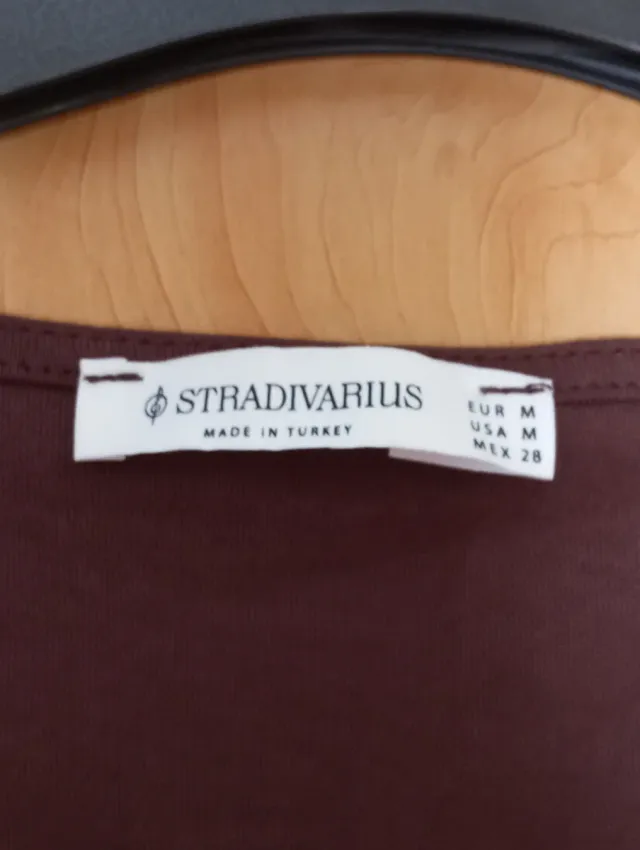 STRADIVARIUS
MADE IN TURKEY
EUR M
USA M
MEX 28